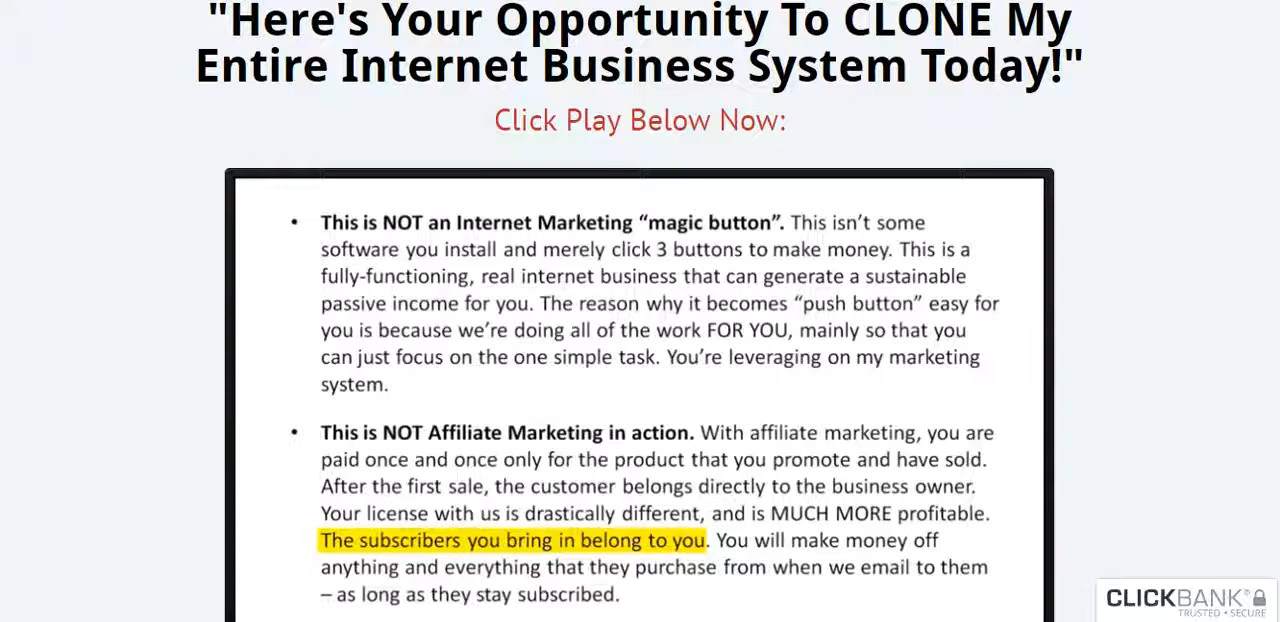 "Here's Your Opportunity To CLONE My
Entire Internet Business System Today!"
Click Play Below Now:
• This is NOT an Internet Marketing “magic button”. This isn’t some
software you install and merely click 3 buttons to make money. This is a
fully-functioning, real internet business that can generate a sustainable
passive income for you. The reason why it becomes “push button” easy for
you is because we’re doing all of the work FOR YOU, mainly so that you
can just focus on the one simple task. You’re leveraging on my marketing
system.
• This is NOT Affiliate Marketing in action. With affiliate marketing, you are
paid once and once only for the product that you promote and have sold.
After the first sale, the customer belongs directly to the business owner.
Your license with us is drastically different, and is MUCH MORE profitable.
The subscribers you bring in belong to you. You will make money off
anything and everything that they purchase from when we email to them
– as long as they stay subscribed.
CLICKBANK®
TRUSTED • SECURE